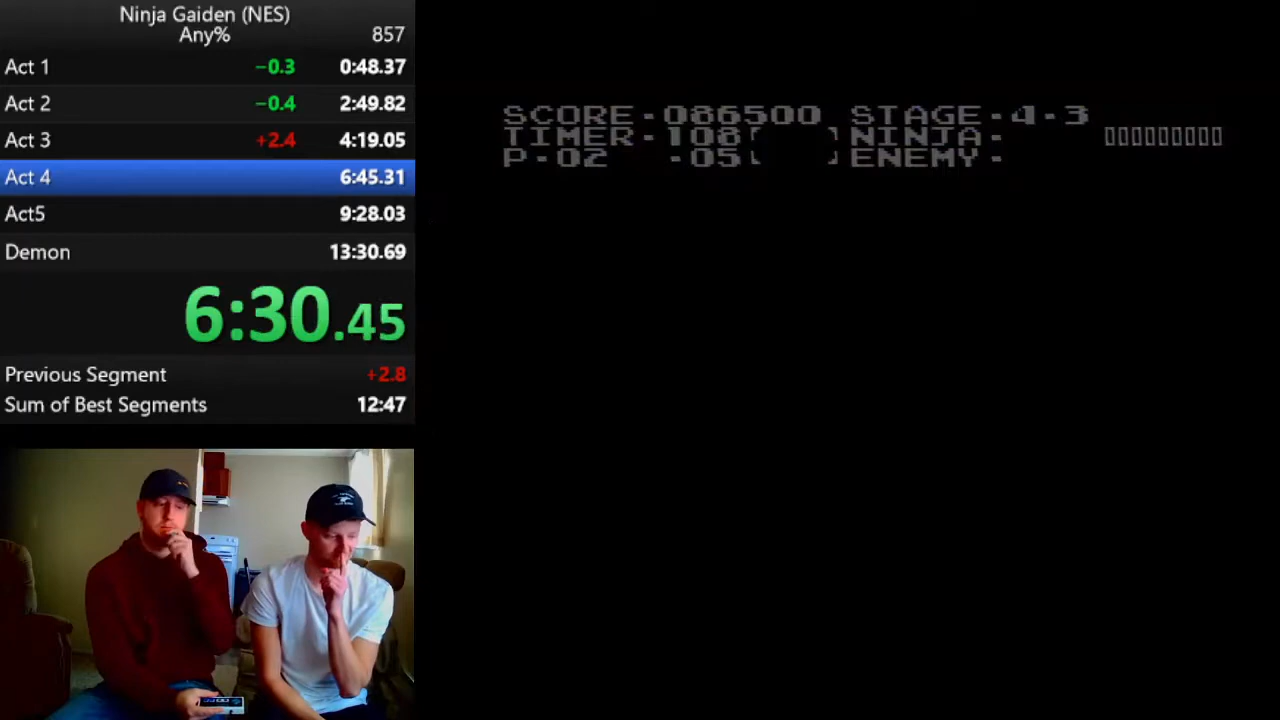 Ninja Gaiden (NES)
Any% 857
Act 1 −0.3 0:48.37
Act 2 −0.4 2:49.82
Act 3 +2.4 4:19.05
Act 4 6:45.31
Act5 9:28.03
Demon 13:30.69
6:30.45
Previous Segment +2.8
Sum of Best Segments 12:47
SCORE-086500 STAGE-4-3
TIMER-108 NINJA-
P-02 -05 ENEMY-